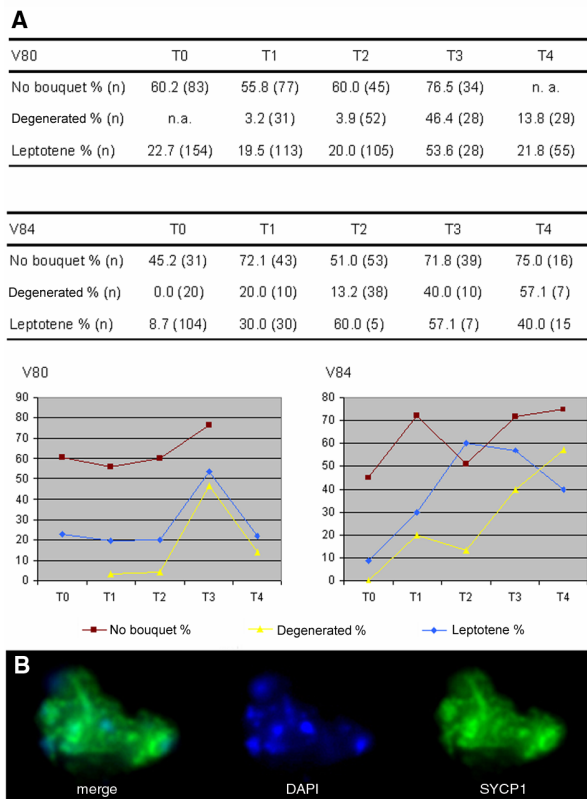 A
V80 T0 T1 T2 T3 T4
No bouquet % (n) 60.2 (83) 55.8 (77) 60.0 (45) 76.5 (34) n. a.
Degenerated % (n) n.a. 3.2 (31) 3.9 (52) 46.4 (28) 13.8 (29)
Leptotene % (n) 22.7 (154) 19.5 (113) 20.0 (105) 53.6 (28) 21.8 (55)
V84 T0 T1 T2 T3 T4
No bouquet % (n) 45.2 (31) 72.1 (43) 51.0 (53) 71.8 (39) 75.0 (16)
Degenerated % (n) 0.0 (20) 20.0 (10) 13.2 (38) 40.0 (10) 57.1 (7)
Leptotene % (n) 8.7 (104) 30.0 (30) 60.0 (5) 57.1 (7) 40.0 (15
V80
90
80
70
60
50
40
30
20
10
0
T0 T1 T2 T3 T4
V84
80
70
60
50
40
30
20
10
0
T0 T1 T2 T3 T4
No bouquet % Degenerated % Leptotene %
B
merge DAPI SYCP1